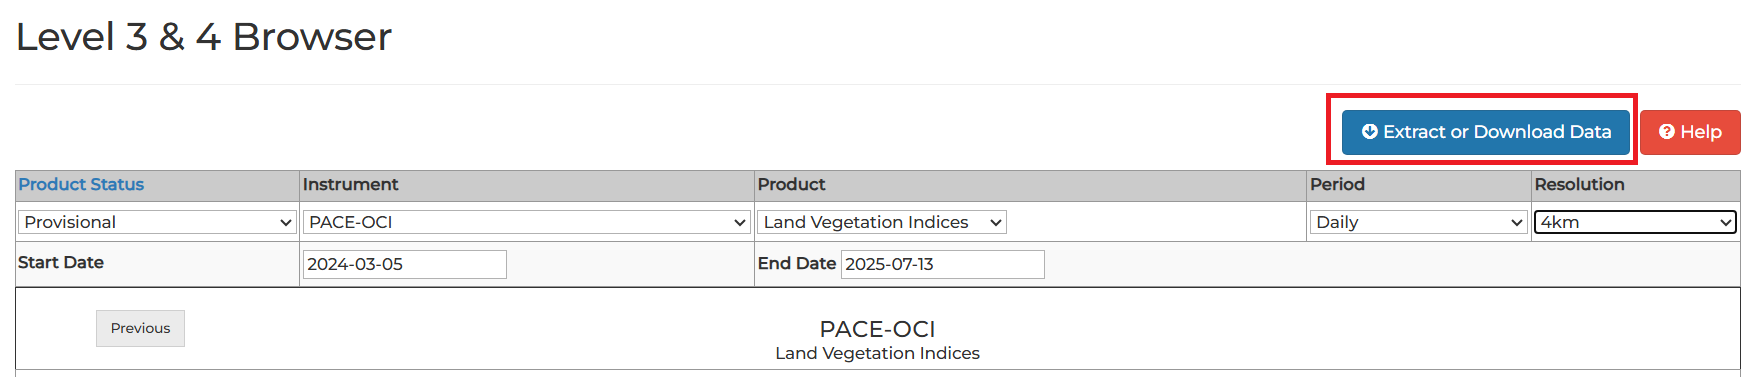 Level 3 & 4 Browser
Extract or Download Data Help
Product Status Instrument Product Period Resolution
Provisional PACE-OCI Land Vegetation Indices Daily 4km
Start Date 2024-03-05 End Date 2025-07-13
Previous
PACE-OCI
Land Vegetation Indices